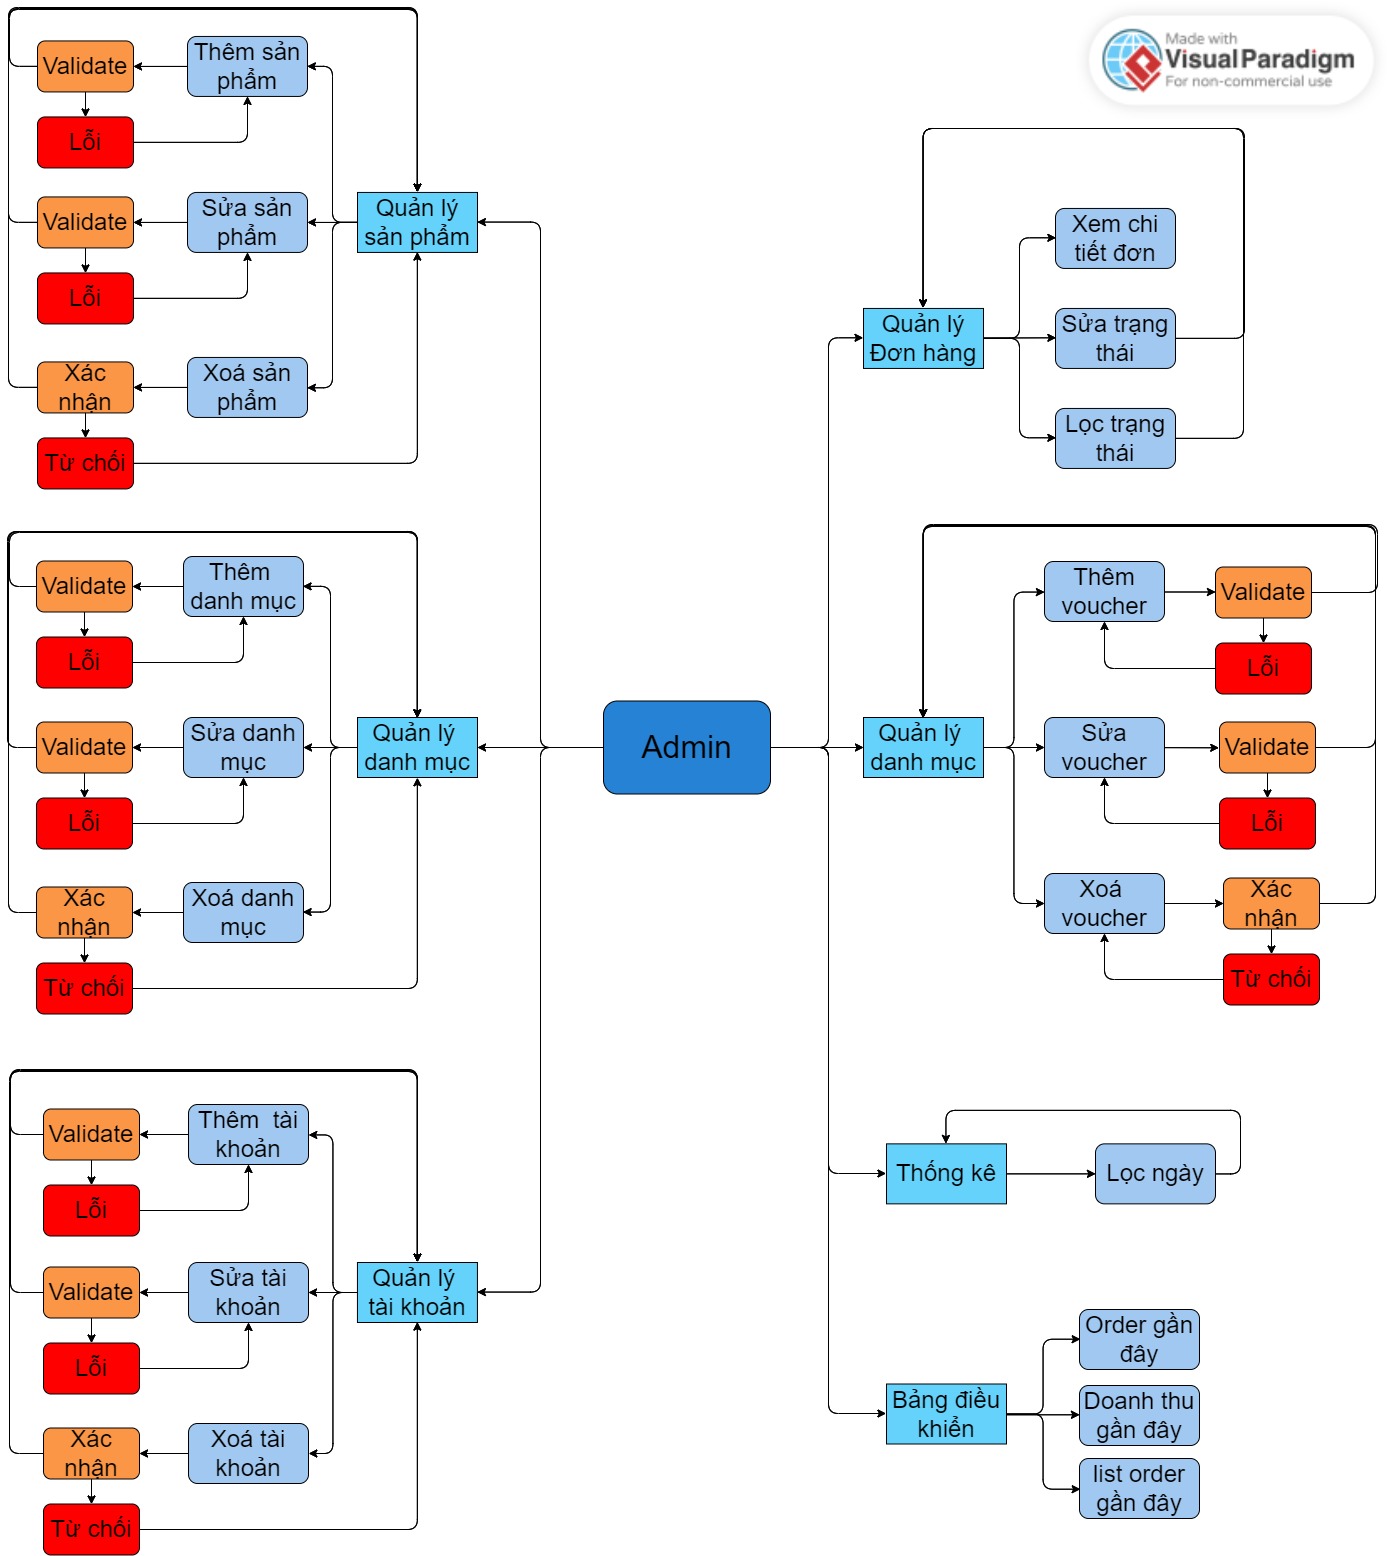 Made with
Visual Paradigm
For non-commercial use
Validate
Thêm sản
phẩm
Lỗi
Validate
Sửa sản
phẩm
Quản lý
sản phẩm
Lỗi
Xác
nhận
Xoá sản
phẩm
Từ chối
Validate
Thêm
danh mục
Lỗi
Validate
Sửa danh
mục
Quản lý
danh mục
Lỗi
Xác
nhận
Xoá danh
mục
Từ chối
Validate
Thêm  tài
khoản
Lỗi
Validate
Sửa tài
khoản
Quản lý
tài khoản
Lỗi
Xác
nhận
Xoá tài
khoản
Từ chối
Admin
Quản lý
Đơn hàng
Xem chi
tiết đơn
Sửa trạng
thái
Lọc trạng
thái
Quản lý
danh mục
Thêm
voucher
Validate
Lỗi
Sửa
voucher
Validate
Lỗi
Xoá
voucher
Xác
nhận
Từ chối
Thống kê
Lọc ngày
Bảng điều
khiển
Order gần
đây
Doanh thu
gần đây
list order
gần đây